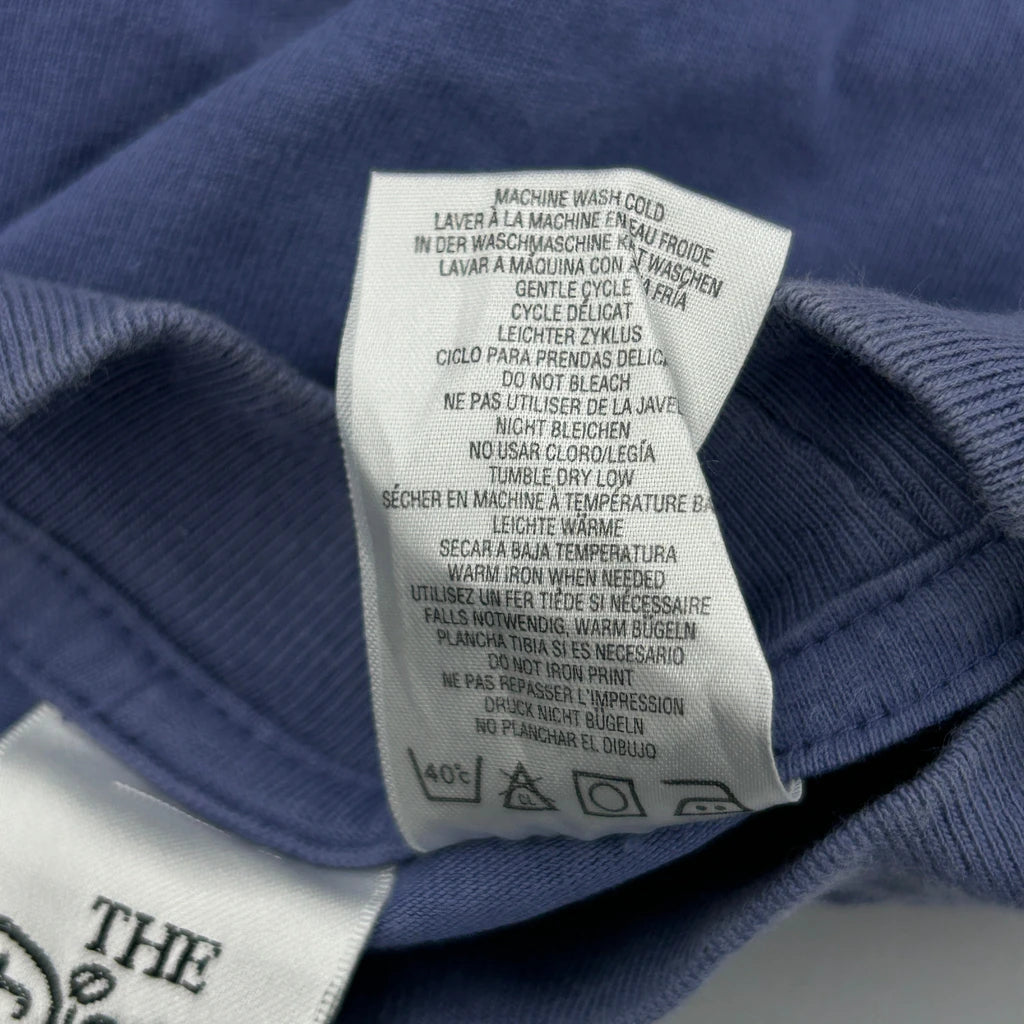 MACHINE WASH COLD
LAVER À LA MACHINE EN EAU FROIDE
IN DER WASCHMASCHINE KALT WASCHEN
LAVAR A MÁQUINA CON A FRÍA
GENTLE CYCLE
CYCLE DÉLICAT
LEICHTER ZYKLUS
CICLO PARA PRENDAS DELIC
DO NOT BLEACH
NE PAS UTILISER DE LA JAVEL
NICHT BLEICHEN
NO USAR CLORO/LEGÍA
TUMBLE DRY LOW
SÉCHER EN MACHINE À TEMPÉRATURE BA
LEICHTE WÄRME
SECAR A BAJA TEMPERATURA
WARM IRON WHEN NEEDED
UTILISEZ UN FER TIÈDE SI NÉCESSAIRE
FALLS NOTWENDIG, WARM BÜGELN
PLANCHA TIBIA SI ES NECESARIO
DO NOT IRON PRINT
NE PAS REPASSER L'IMPRESSION
DRUCK NICHT BÜGELN
NO PLANCHAR EL DIBUJO
40°C
CL
THE